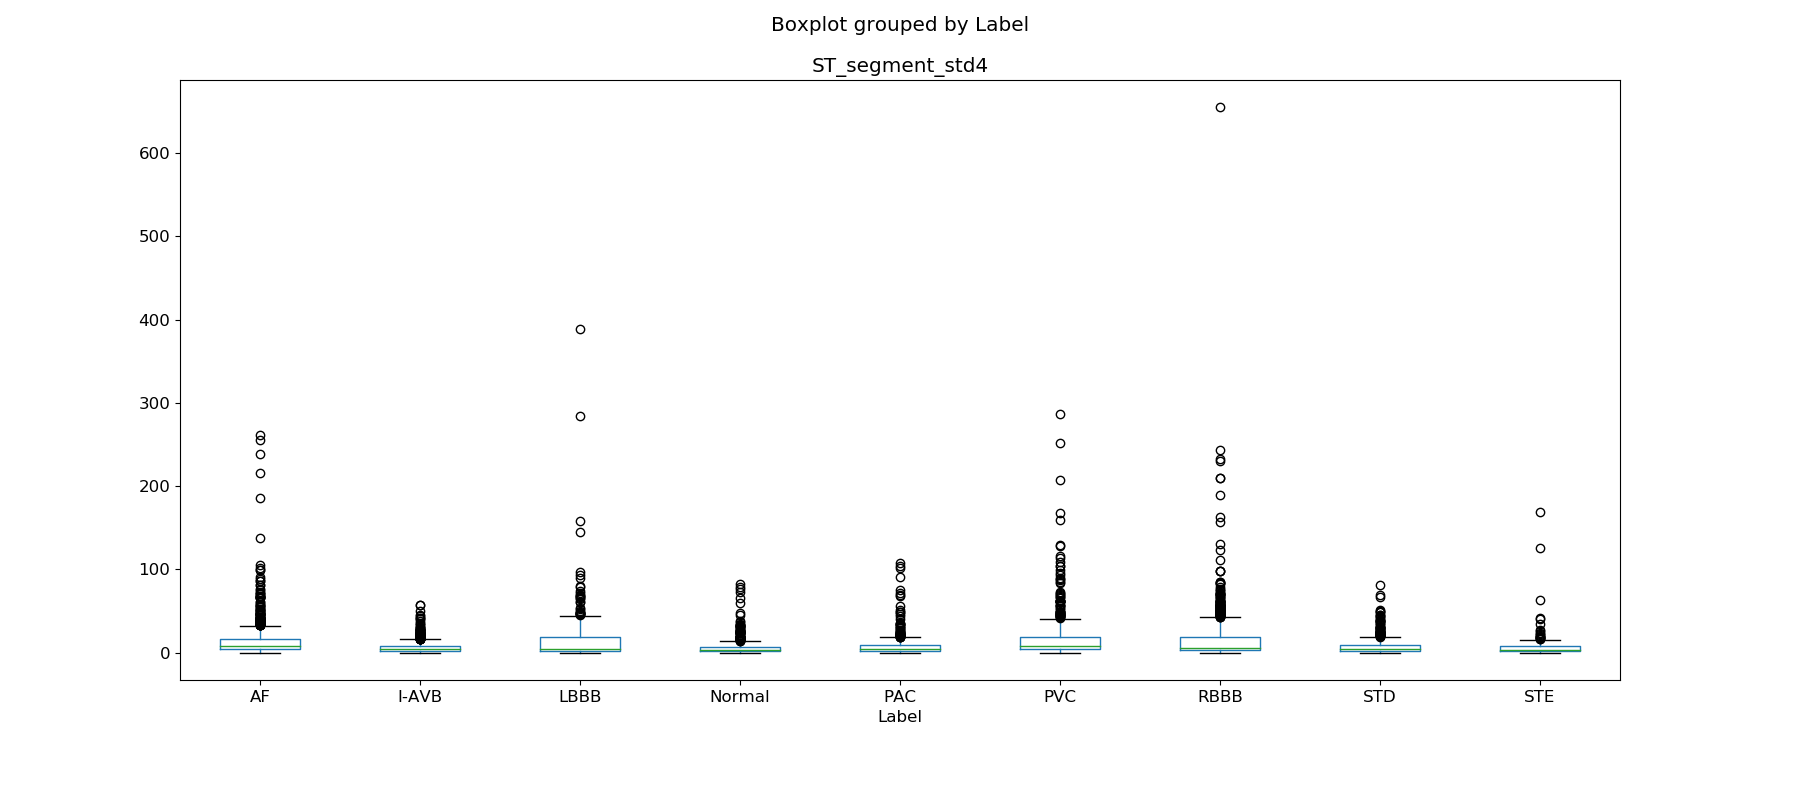 Boxplot grouped by Label
ST_segment_std4
600
500
400
300
200
100
0
AF I-AVB LBBB Normal PAC PVC RBBB STD STE
Label